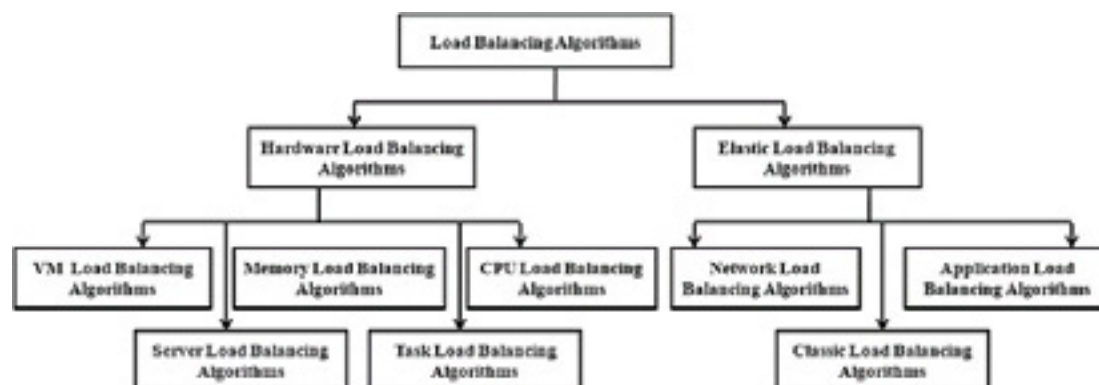 Load Balancing Algorithms
Hardware Load Balancing
Algorithms
Elastic Load Balancing
Algorithms
VM Load Balancing
Algorithms
Memory Load Balancing
Algorithms
CPU Load Balancing
Algorithms
Network Load
Balancing Algorithms
Application Load
Balancing Algorithms
Server Load Balancing
Algorithms
Task Load Balancing
Algorithms
Classic Load Balancing
Algorithms